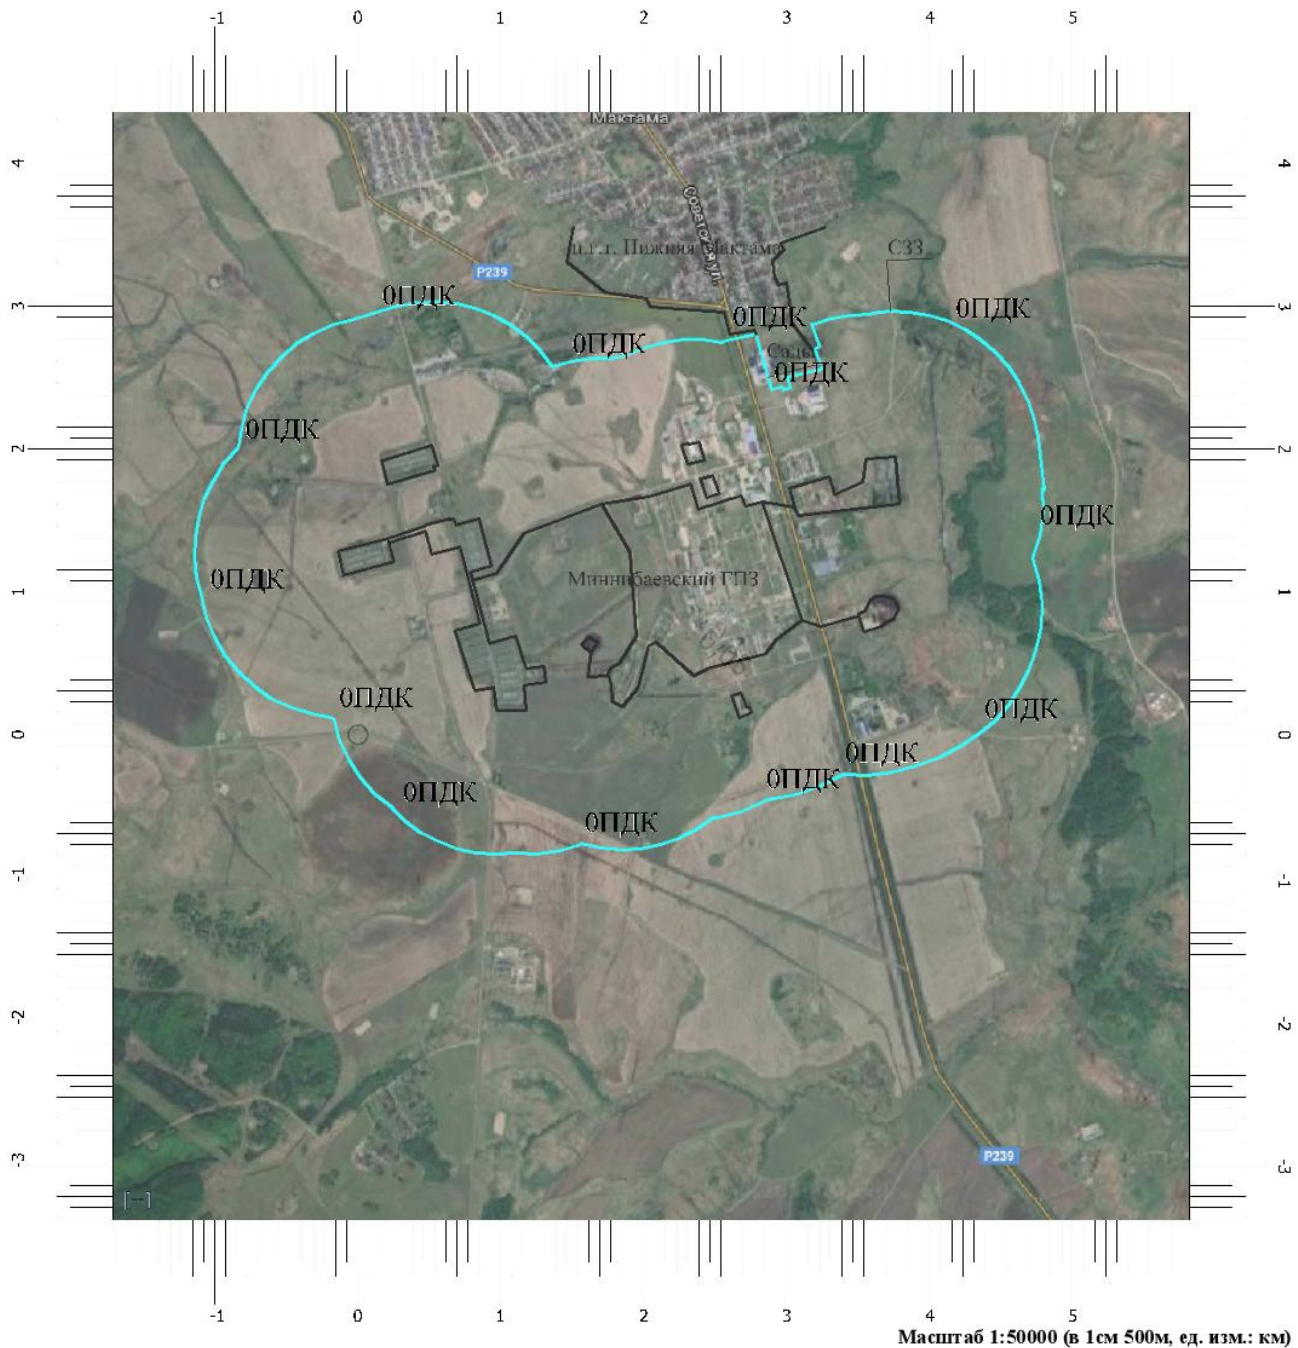 -1 0 1 2 3 4 5
Мактама
4 4
Советская ул.
п.г.т. Нижняя Мактама
СЗЗ
Р239
0ПДК
3 0ПДК 3
0ПДК
0ПДК
Сады
0ПДК
0ПДК
2 2
0ПДК
Миннибаевский ГПЗ
0ПДК
1 1
0ПДК
0ПДК
0 0
0ПДК
0ПДК
0ПДК
0ПДК
-1 -1
-2 -2
Р239
-3 -3
[--]
-1 0 1 2 3 4 5
Масштаб 1:50000 (в 1см 500м, ед. изм.: км)